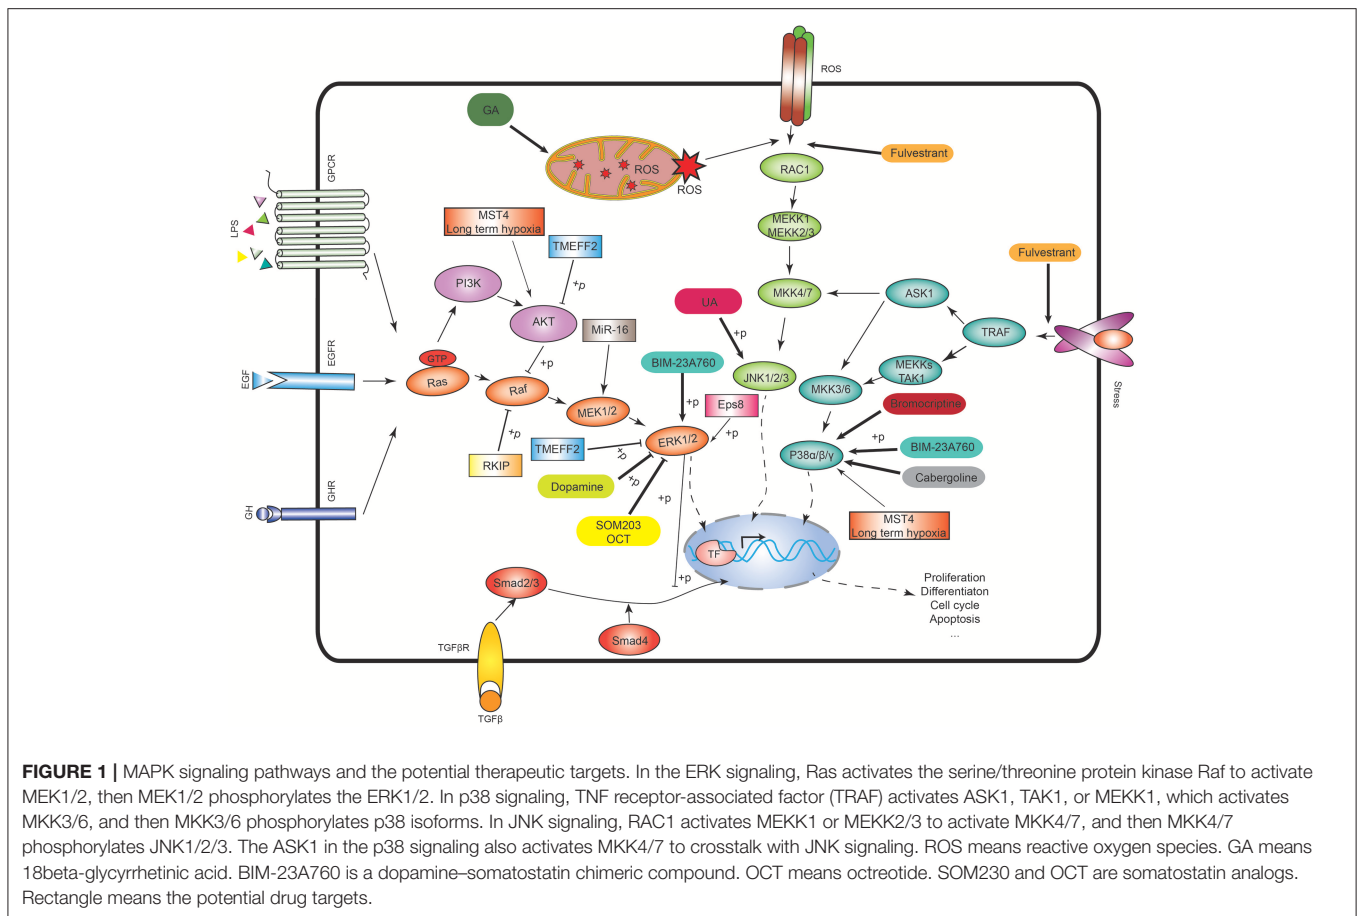 ROS
GA
ROS
ROS
ROS
Fulvestrant
RAC1
GPCR
LPS
MST4
Long term hypoxia
TMEFF2
MEKK1
MEKK2/3
Fulvestrant
PI3K
+p
AKT
MiR-16
UA
+p
MKK4/7
ASK1
TRAF
EGFR
EGF
GTP
Ras
+p
Raf
BIM-23A760
JNK1/2/3
MEKKs
TAK1
MKK3/6
Stress
MEK1/2
+p
Eps8
Bromocriptine
+p
RKIP
TMEFF2
ERK1/2
+p
+p
P38α/β/γ
+p
BIM-23A760
Cabergoline
GHR
GH
Dopamine
+p
+p
+p
SOM203
OCT
MST4
Long term hypoxia
TF
+p
Smad2/3
Smad4
Proliferation
Differentiaton
Cell cycle
Apoptosis
...
TGFβR
TGFβ
FIGURE 1 | MAPK signaling pathways and the potential therapeutic targets. In the ERK signaling, Ras activates the serine/threonine protein kinase Raf to activate
MEK1/2, then MEK1/2 phosphorylates the ERK1/2. In p38 signaling, TNF receptor-associated factor (TRAF) activates ASK1, TAK1, or MEKK1, which activates
MKK3/6, and then MKK3/6 phosphorylates p38 isoforms. In JNK signaling, RAC1 activates MEKK1 or MEKK2/3 to activate MKK4/7, and then MKK4/7
phosphorylates JNK1/2/3. The ASK1 in the p38 signaling also activates MKK4/7 to crosstalk with JNK signaling. ROS means reactive oxygen species. GA means
18beta-glycyrrhetinic acid. BIM-23A760 is a dopamine–somatostatin chimeric compound. OCT means octreotide. SOM230 and OCT are somatostatin analogs.
Rectangle means the potential drug targets.